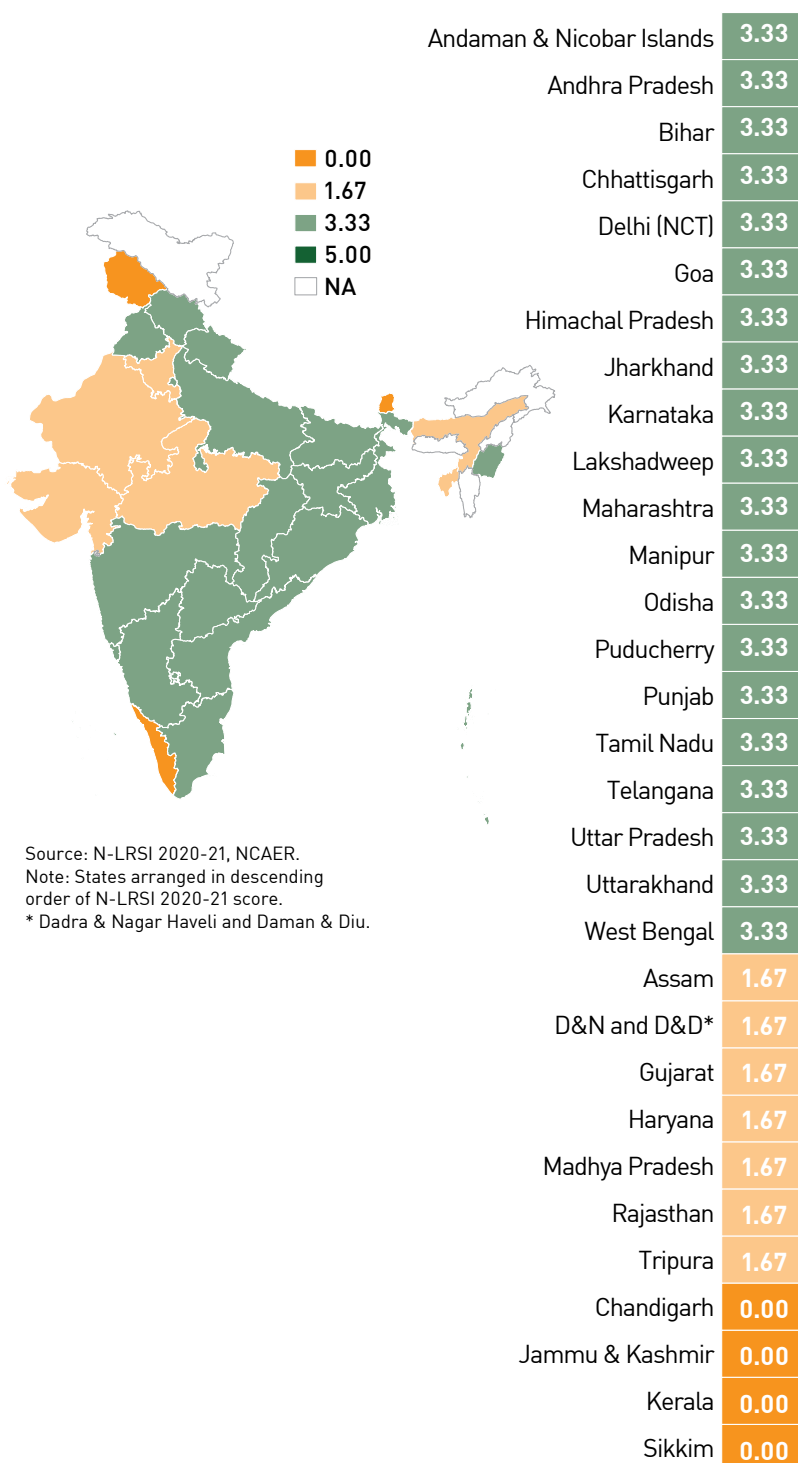 Andaman & Nicobar Islands 3.33
Andhra Pradesh 3.33
Bihar 3.33
Chhattisgarh 3.33
Delhi (NCT) 3.33
Goa 3.33
Himachal Pradesh 3.33
Jharkhand 3.33
Karnataka 3.33
Lakshadweep 3.33
Maharashtra 3.33
Manipur 3.33
Odisha 3.33
Puducherry 3.33
Punjab 3.33
Tamil Nadu 3.33
Telangana 3.33
Uttar Pradesh 3.33
Uttarakhand 3.33
West Bengal 3.33
Assam 1.67
D&N and D&D* 1.67
Gujarat 1.67
Haryana 1.67
Madhya Pradesh 1.67
Rajasthan 1.67
Tripura 1.67
Chandigarh 0.00
Jammu & Kashmir 0.00
Kerala 0.00
Sikkim 0.00
0.00
1.67
3.33
5.00
NA
Source: N-LRSI 2020-21, NCAER.
Note: States arranged in descending
order of N-LRSI 2020-21 score.
* Dadra & Nagar Haveli and Daman & Diu.